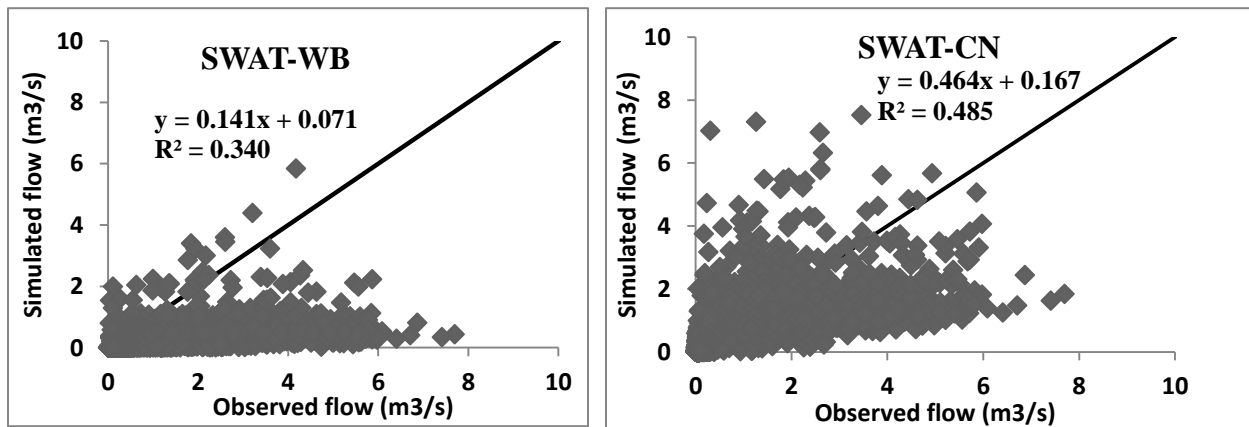 SWAT-WB
y = 0.141x + 0.071
R² = 0.340
Simulated flow (m3/s)
10
8
6
4
2
0
0 2 4 6 8 10
Observed flow (m3/s)
SWAT-CN
y = 0.464x + 0.167
R² = 0.485
Simulated flow (m3/s)
10
8
6
4
2
0
0 2 4 6 8 10
Observed flow (m3/s)